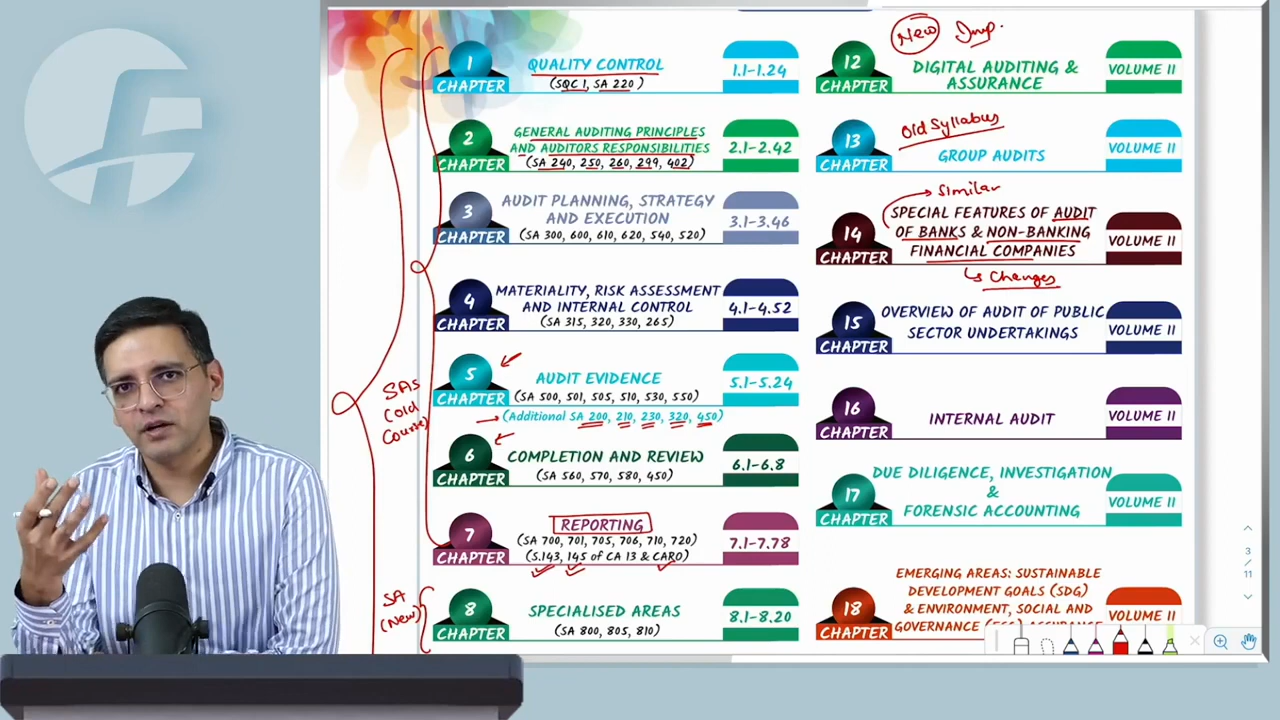 1
CHAPTER
QUALITY CONTROL
(SQC 1, SA 220 )
1.1-1.24
2
CHAPTER
GENERAL AUDITING PRINCIPLES
AND AUDITORS RESPONSIBILITIES
(SA 240, 250, 260, 299, 402)
2.1-2.42
3
CHAPTER
AUDIT PLANNING, STRATEGY
AND EXECUTION
(SA 300, 600, 610, 620, 540, 520)
3.1-3.46
4
CHAPTER
MATERIALITY, RISK ASSESSMENT
AND INTERNAL CONTROL
(SA 315, 320, 330, 265)
4.1-4.52
5
CHAPTER
AUDIT EVIDENCE
(SA 500, 501, 505, 510, 530, 550)
(Additional SA 200, 210, 230, 320, 450)
5.1-5.24
SAs
(old
Course)
6
CHAPTER
COMPLETION AND REVIEW
(SA 560, 570, 580, 450)
6.1-6.8
7
CHAPTER
REPORTING
(SA 700, 701, 705, 706, 710, 720)
(S.143, 145 of CA 13 & CARO)
7.1-7.78
SA
(New)
8
CHAPTER
SPECIALISED AREAS
(SA 800, 805, 810)
8.1-8.20
New Imp.
12
CHAPTER
DIGITAL AUDITING &
ASSURANCE
VOLUME II
Old Syllabus
13
CHAPTER
GROUP AUDITS
VOLUME II
Similar
14
CHAPTER
SPECIAL FEATURES OF AUDIT
OF BANKS & NON-BANKING
FINANCIAL COMPANIES
VOLUME II
Changes
15
CHAPTER
OVERVIEW OF AUDIT OF PUBLIC
SECTOR UNDERTAKINGS
VOLUME II
16
CHAPTER
INTERNAL AUDIT
VOLUME II
17
CHAPTER
DUE DILIGENCE, INVESTIGATION
&
FORENSIC ACCOUNTING
VOLUME II
18
CHAPTER
EMERGING AREAS: SUSTAINABLE
DEVELOPMENT GOALS (SDG)
& ENVIRONMENT, SOCIAL AND
GOVERNANCE (ESG) ASSURANCE
VOLUME II
3
/
11